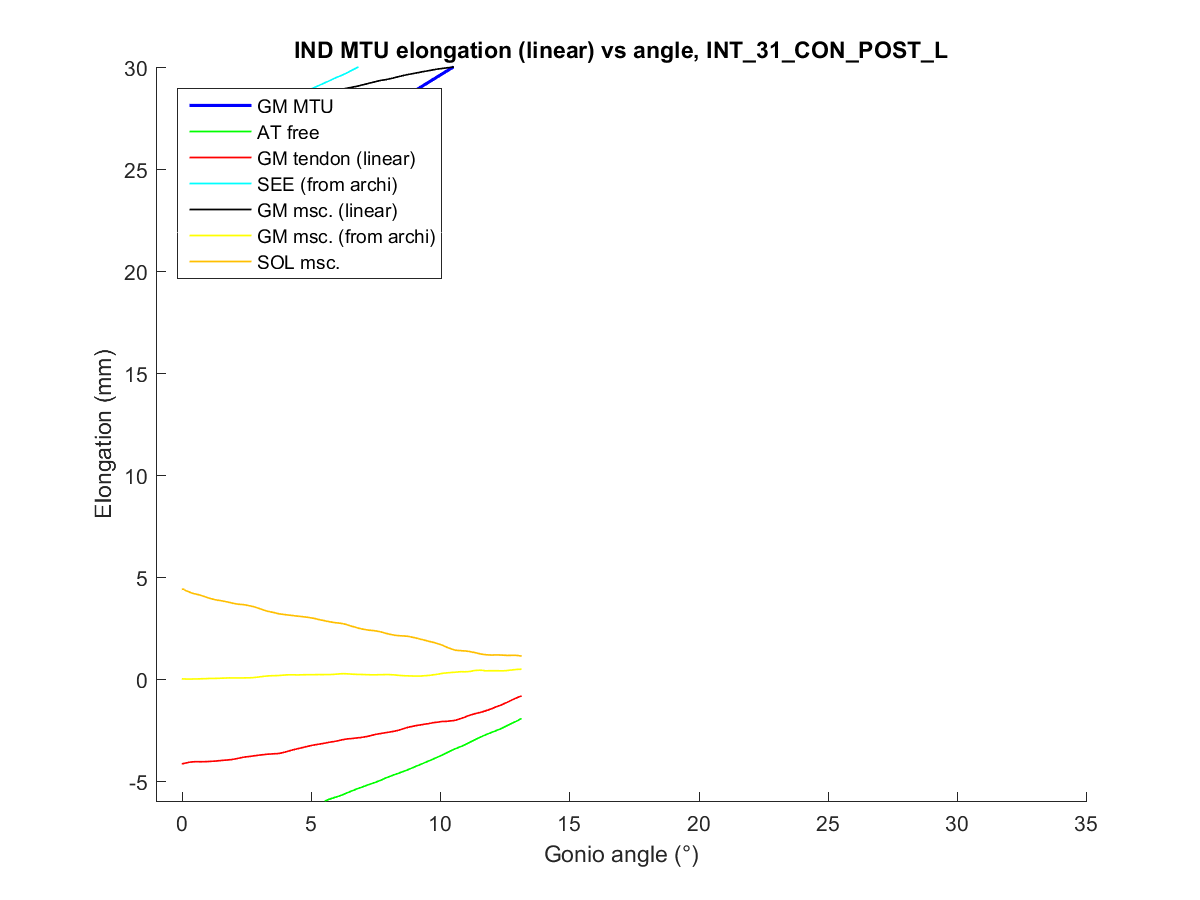 IND MTU elongation (linear) vs angle, INT_31_CON_POST_L
30
25
20
15
10
5
0
-5
Elongation (mm)
GM MTU
AT free
GM tendon (linear)
SEE (from archi)
GM msc. (linear)
GM msc. (from archi)
SOL msc.
0 5 10 15 20 25 30 35
Gonio angle (°)